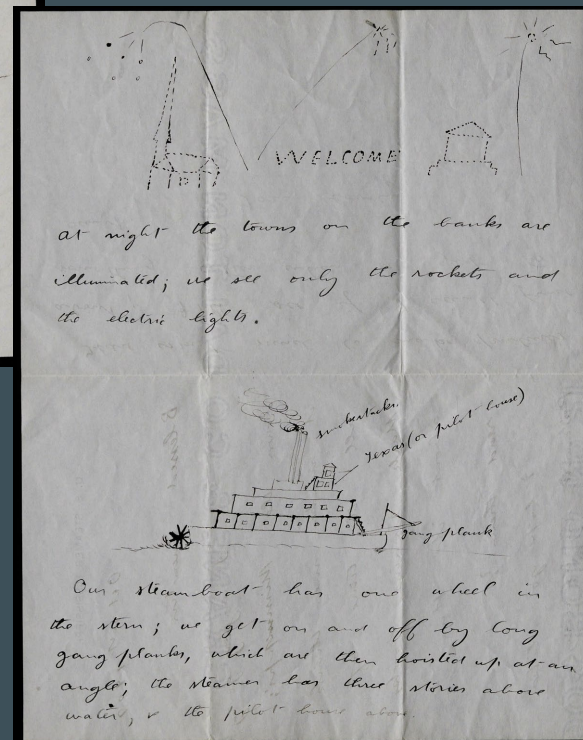 WELCOME
at night the towns on the banks are
illuminated; we see only the rockets and
the electric lights.
smokestacks.
Texas (or pilot house)
gang plank
Our steamboat has one wheel in
the stern; we get on and off by long
gang planks, which are then hoisted up at an
angle; the steamer has three stories above
water, & the pilot house above.